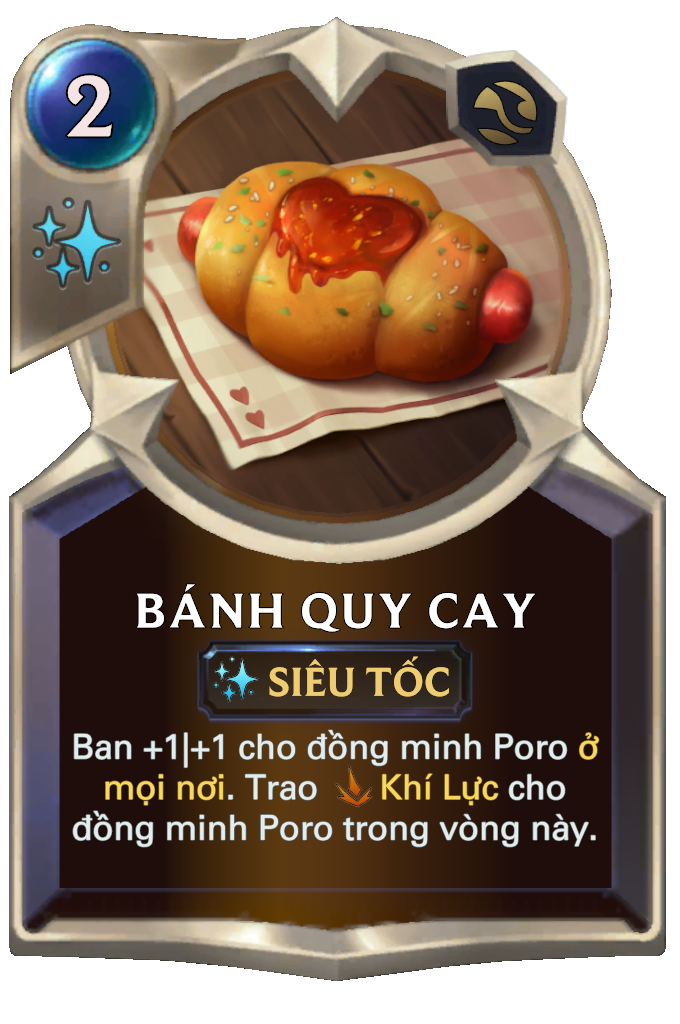 2
BÁNH QUY CAY
SIÊU TỐC
Ban +1|+1 cho đồng minh Poro ở
mọi nơi. Trao Khí Lực cho
đồng minh Poro trong vòng này.